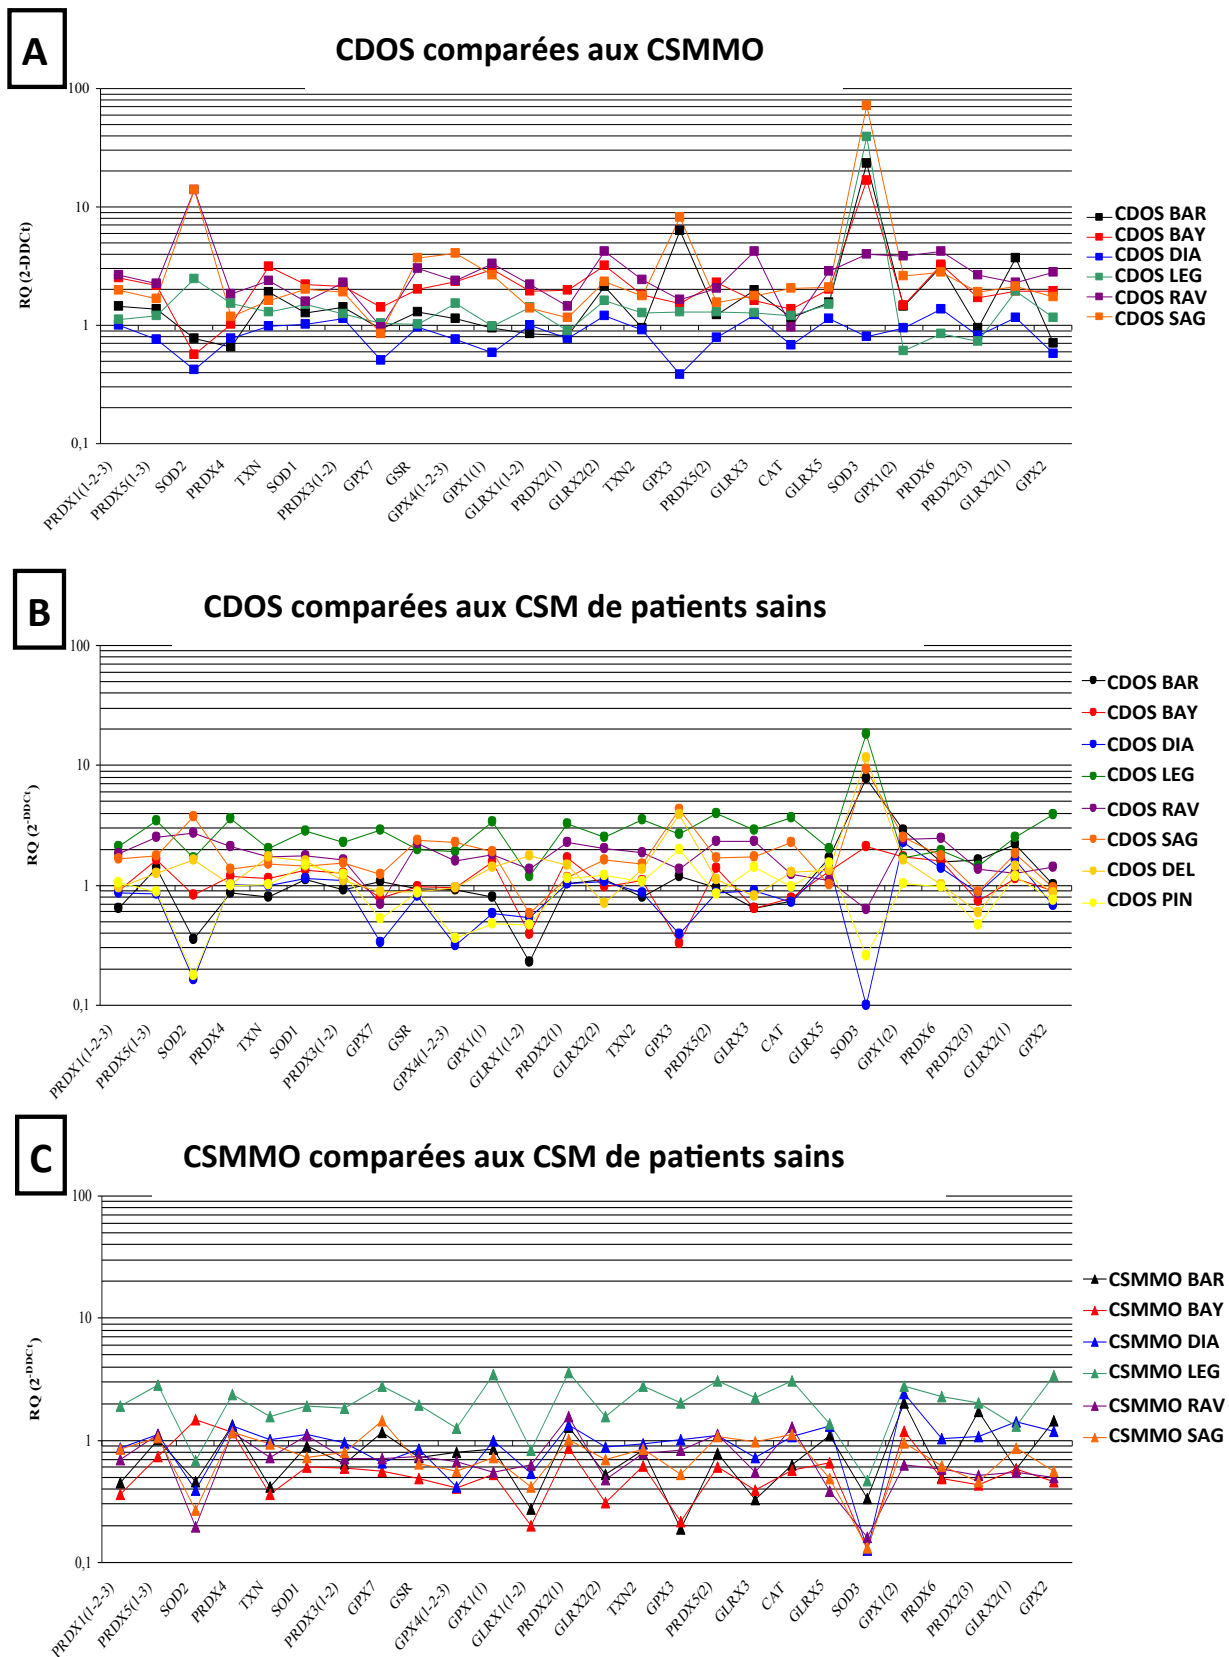 A
CDOS comparées aux CSMMO
100
10
1
0,1
RQ (2-DDCt)
PRDX1(1-2-3)
PRDX5(1-3)
SOD2
PRDX4
TXN
SOD1
PRDX3(1-2)
GPX7
GSR
GPX4(1-2-3)
GPX1(1)
GLRX1(1-2)
PRDX2(1)
GLRX2(2)
TXN2
GPX3
PRDX5(2)
GLRX3
CAT
GLRX5
SOD3
GPX1(2)
PRDX6
PRDX2(3)
GLRX2(1)
GPX2
CDOS BAR
CDOS BAY
CDOS DIA
CDOS LEG
CDOS RAV
CDOS SAG
B
CDOS comparées aux CSM de patients sains
100
10
1
0,1
RQ (2-DDCt)
PRDX1(1-2-3)
PRDX5(1-3)
SOD2
PRDX4
TXN
SOD1
PRDX3(1-2)
GPX7
GSR
GPX4(1-2-3)
GPX1(1)
GLRX1(1-2)
PRDX2(1)
GLRX2(2)
TXN2
GPX3
PRDX5(2)
GLRX3
CAT
GLRX5
SOD3
GPX1(2)
PRDX6
PRDX2(3)
GLRX2(1)
GPX2
CDOS BAR
CDOS BAY
CDOS DIA
CDOS LEG
CDOS RAV
CDOS SAG
CDOS DEL
CDOS PIN
C
CSMMO comparées aux CSM de patients sains
100
10
1
0,1
RQ (2-DDCt)
PRDX1(1-2-3)
PRDX5(1-3)
SOD2
PRDX4
TXN
SOD1
PRDX3(1-2)
GPX7
GSR
GPX4(1-2-3)
GPX1(1)
GLRX1(1-2)
PRDX2(1)
GLRX2(2)
TXN2
GPX3
PRDX5(2)
GLRX3
CAT
GLRX5
SOD3
GPX1(2)
PRDX6
PRDX2(3)
GLRX2(1)
GPX2
CSMMO BAR
CSMMO BAY
CSMMO DIA
CSMMO LEG
CSMMO RAV
CSMMO SAG